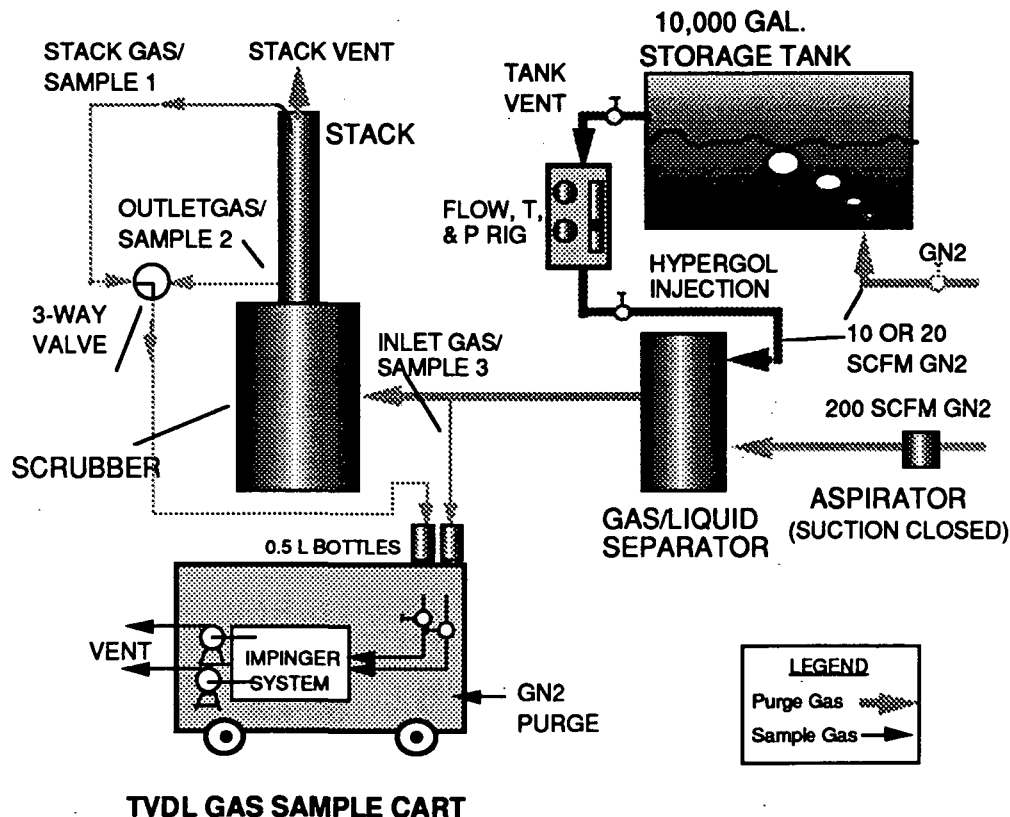 10,000 GAL.
STORAGE TANK
STACK GAS/
SAMPLE 1
STACK VENT
TANK
VENT
STACK
OUTLETGAS/
SAMPLE 2
FLOW, T,
& P RIG
HYPERGOL
INJECTION
GN2
3-WAY
VALVE
INLET GAS/
SAMPLE 3
10 OR 20
SCFM GN2
200 SCFM GN2
SCRUBBER
GAS/LIQUID
SEPARATOR
ASPIRATOR
(SUCTION CLOSED)
0.5 L BOTTLES
VENT
IMPINGER
SYSTEM
GN2
PURGE
LEGEND
Purge Gas
Sample Gas
TVDL GAS SAMPLE CART